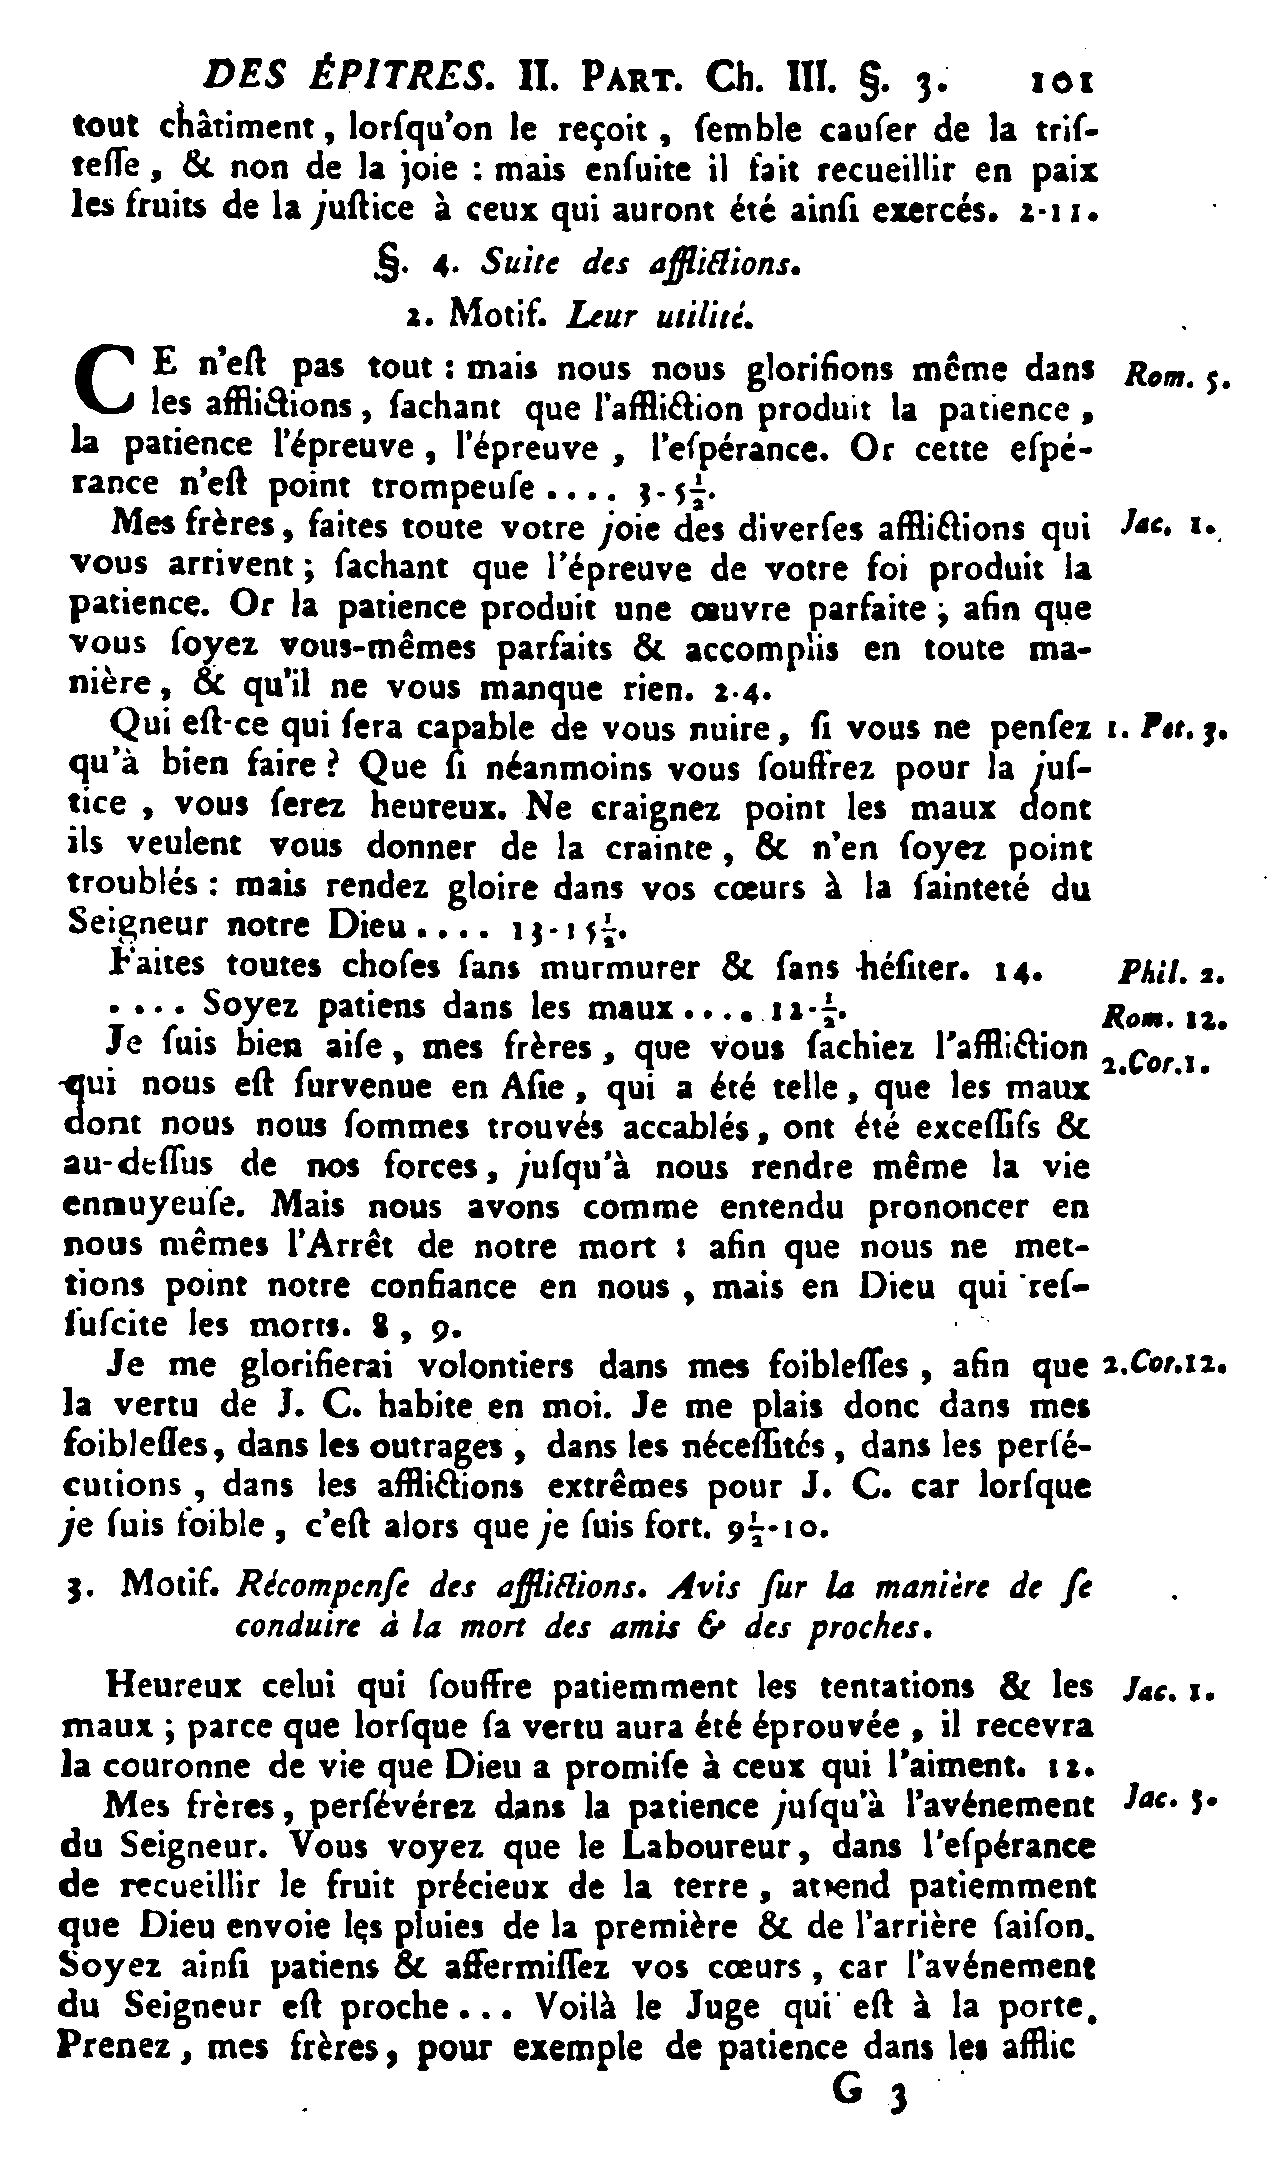 DES ÉPITRES. II. PART. Ch. III. §. 3. 101
tout châtiment, lorſqu'on le reçoit, ſemble cauſer de la triſ-
teſſe, & non de la joie : mais enſuite il fait recueillir en paix
les fruits de la juſtice à ceux qui auront été ainſi exercés. 2-11.
§. 4. Suite des afflictions.
2. Motif. Leur utilité.
CE n'eſt pas tout : mais nous nous glorifions même dans Rom. 5.
les afflictions, ſachant que l'affliction produit la patience,
la patience l'épreuve, l'épreuve, l'eſpérance. Or cette eſpé-
rance n'eſt point trompeuſe .... 3-5½.
Mes frères, faites toute votre joie des diverſes afflictions qui Jac. 1.
vous arrivent; ſachant que l'épreuve de votre foi produit la
patience. Or la patience produit une œuvre parfaite; afin que
vous ſoyez vous-mêmes parfaits & accomplis en toute ma-
nière, & qu'il ne vous manque rien. 2-4.
Qui eſt-ce qui ſera capable de vous nuire, ſi vous ne penſez 1. Pet. 3.
qu'à bien faire? Que ſi néanmoins vous ſouffrez pour la juſ-
tice, vous ſerez heureux. Ne craignez point les maux dont
ils veulent vous donner de la crainte, & n'en ſoyez point
troublés : mais rendez gloire dans vos cœurs à la ſainteté du
Seigneur notre Dieu .... 13-15½.
Faites toutes choſes ſans murmurer & ſans héſiter. 14. Phil. 2.
.... Soyez patiens dans les maux .... 12-½. Rom. 12.
Je ſuis bien aiſe, mes frères, que vous ſachiez l'affliction 2.Cor.1.
qui nous eſt ſurvenue en Aſie, qui a été telle, que les maux
dont nous nous ſommes trouvés accablés, ont été exceſſifs &
au-deſſus de nos forces, juſqu'à nous rendre même la vie
ennuyeuſe. Mais nous avons comme entendu prononcer en
nous mêmes l'Arrêt de notre mort : afin que nous ne met-
tions point notre confiance en nous, mais en Dieu qui reſ-
ſuſcite les morts. 8, 9.
Je me glorifierai volontiers dans mes foibleſſes, afin que 2.Cor.12.
la vertu de J. C. habite en moi. Je me plais donc dans mes
foibleſſes, dans les outrages, dans les néceſſités, dans les perſé-
cutions, dans les afflictions extrêmes pour J. C. car lorſque
je ſuis foible, c'eſt alors que je ſuis fort. 9½-10.
3. Motif. Récompenſe des afflictions. Avis ſur la manière de ſe
conduire à la mort des amis & des proches.
Heureux celui qui ſouffre patiemment les tentations & les Jac. 1.
maux; parce que lorſque ſa vertu aura été éprouvée, il recevra
la couronne de vie que Dieu a promiſe à ceux qui l'aiment. 12.
Mes frères, perſévérez dans la patience juſqu'à l'avénement Jac. 5.
du Seigneur. Vous voyez que le Laboureur, dans l'eſpérance
de recueillir le fruit précieux de la terre, attend patiemment
que Dieu envoie les pluies de la première & de l'arrière ſaiſon.
Soyez ainſi patiens & affermiſſez vos cœurs, car l'avénement
du Seigneur eſt proche... Voilà le Juge qui eſt à la porte.
Prenez, mes frères, pour exemple de patience dans les afflic
G 3